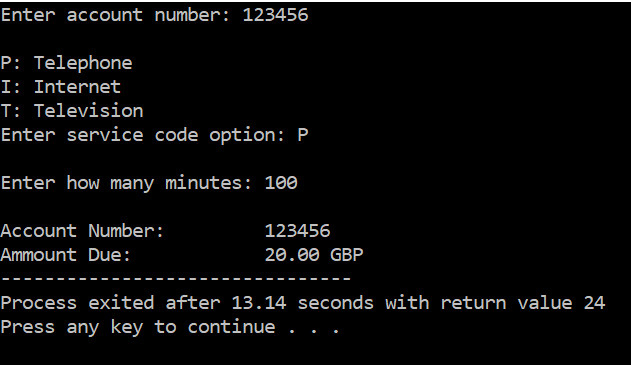 Enter account number: 123456
P: Telephone
I: Internet
T: Television
Enter service code option: P
Enter how many minutes: 100
Account Number:         123456
Ammount Due:            20.00 GBP
--------------------------------
Process exited after 13.14 seconds with return value 24
Press any key to continue . . .